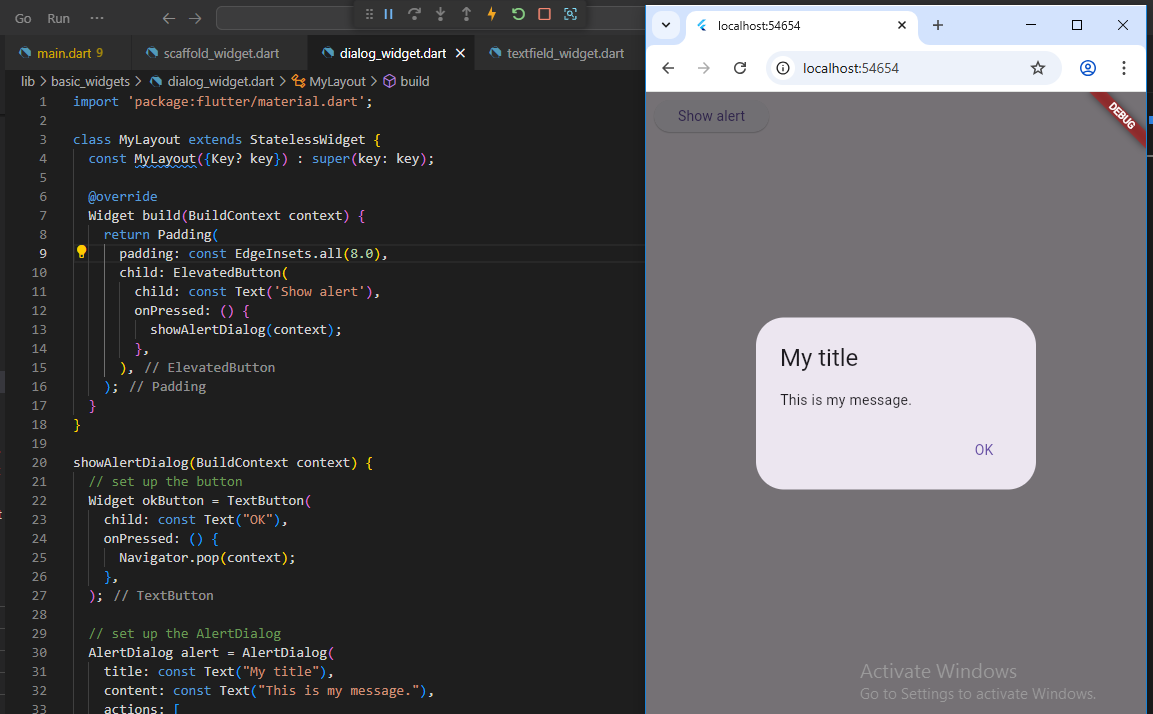 Go Run ···
main.dart 9 scaffold_widget.dart dialog_widget.dart textfield_widget.dart
lib > basic_widgets > dialog_widget.dart > MyLayout > build
1 import 'package:flutter/material.dart';
2
3 class MyLayout extends StatelessWidget {
4 const MyLayout({Key? key}) : super(key: key);
5
6 @override
7 Widget build(BuildContext context) {
8 return Padding(
9 padding: const EdgeInsets.all(8.0),
10 child: ElevatedButton(
11 child: const Text('Show alert'),
12 onPressed: () {
13 showAlertDialog(context);
14 },
15 ), // ElevatedButton
16 ); // Padding
17 }
18 }
19
20 showAlertDialog(BuildContext context) {
21 // set up the button
22 Widget okButton = TextButton(
23 child: const Text("OK"),
24 onPressed: () {
25 Navigator.pop(context);
26 },
27 ); // TextButton
28
29 // set up the AlertDialog
30 AlertDialog alert = AlertDialog(
31 title: const Text("My title"),
32 content: const Text("This is my message."),
33 actions: [
localhost:54654
localhost:54654
Show alert
DEBUG
My title
This is my message.
OK
Activate Windows
Go to Settings to activate Windows.